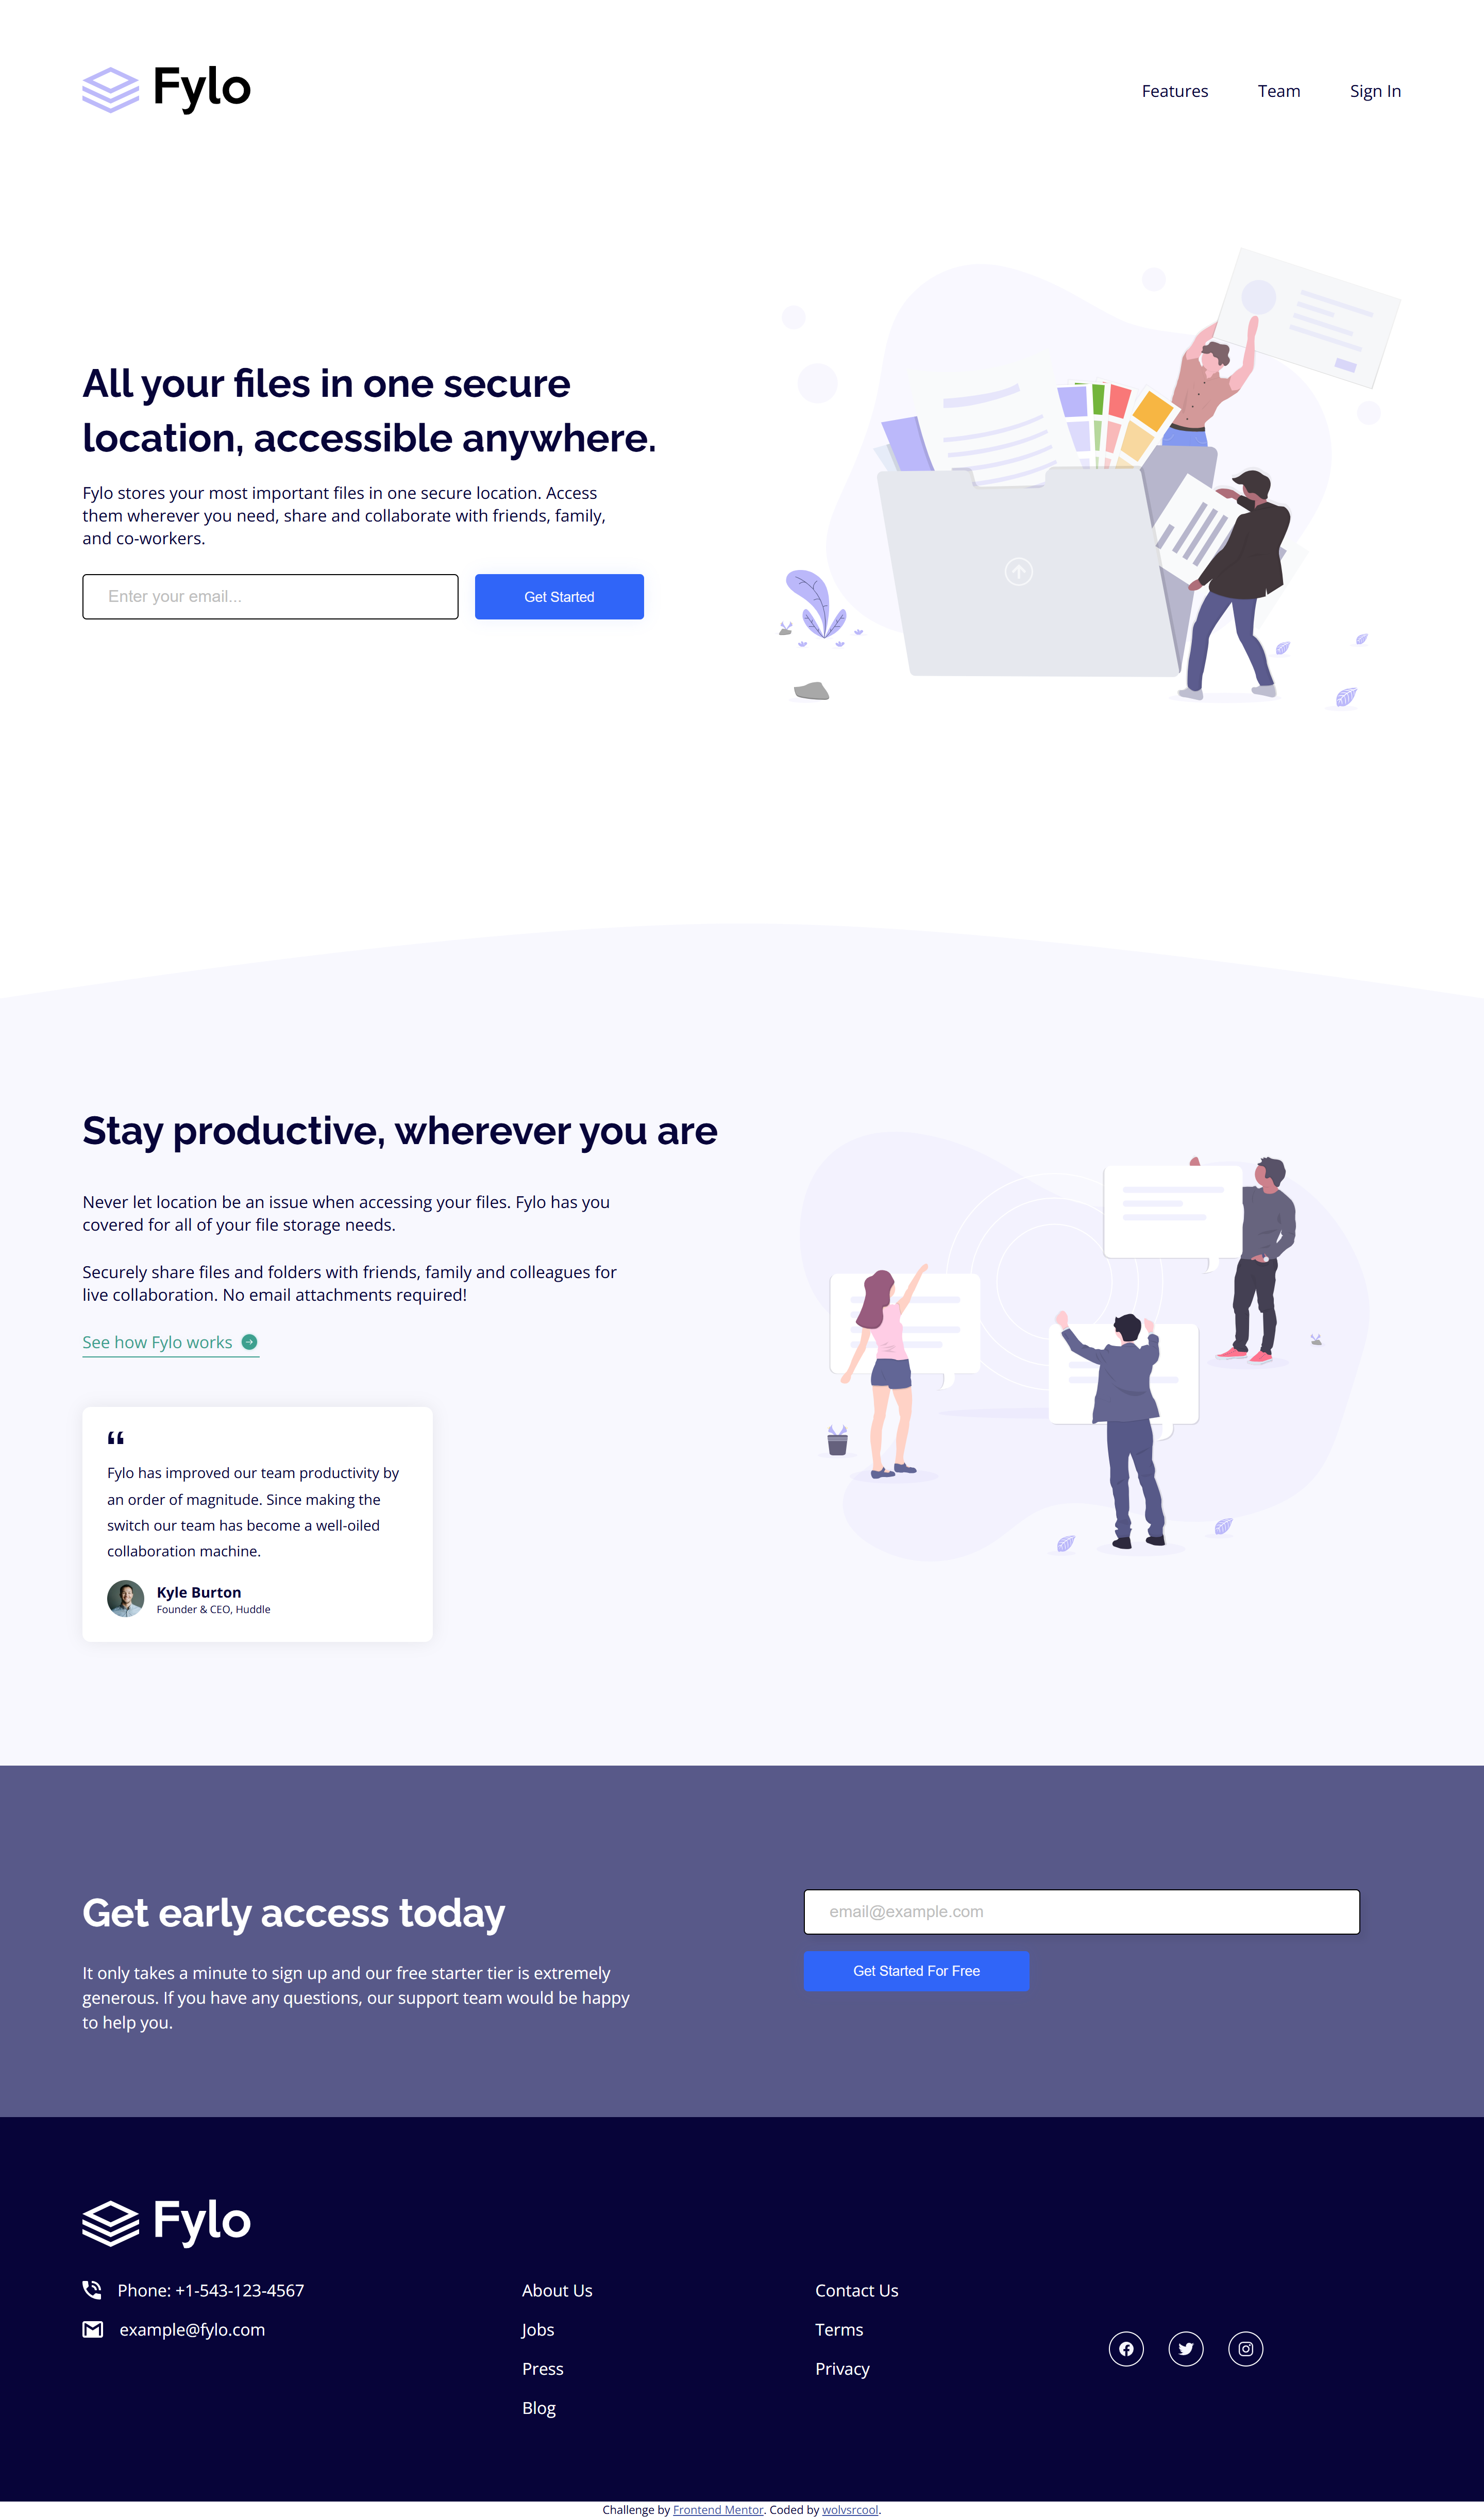 Fylo
Features
Team
Sign In
All your files in one secure
location, accessible anywhere.
Fylo stores your most important files in one secure location. Access
them wherever you need, share and collaborate with friends, family,
and co-workers.
Enter your email...
Get Started
Stay productive, wherever you are
Never let location be an issue when accessing your files. Fylo has you
covered for all of your file storage needs.
Securely share files and folders with friends, family and colleagues for
live collaboration. No email attachments required!
See how Fylo works
“
Fylo has improved our team productivity by
an order of magnitude. Since making the
switch our team has become a well-oiled
collaboration machine.
Kyle Burton
Founder & CEO, Huddle
Get early access today
It only takes a minute to sign up and our free starter tier is extremely
generous. If you have any questions, our support team would be happy
to help you.
email@example.com
Get Started For Free
Fylo
Phone: +1-543-123-4567
example@fylo.com
About Us
Jobs
Press
Blog
Contact Us
Terms
Privacy
Challenge by Frontend Mentor. Coded by wolvsrcool.